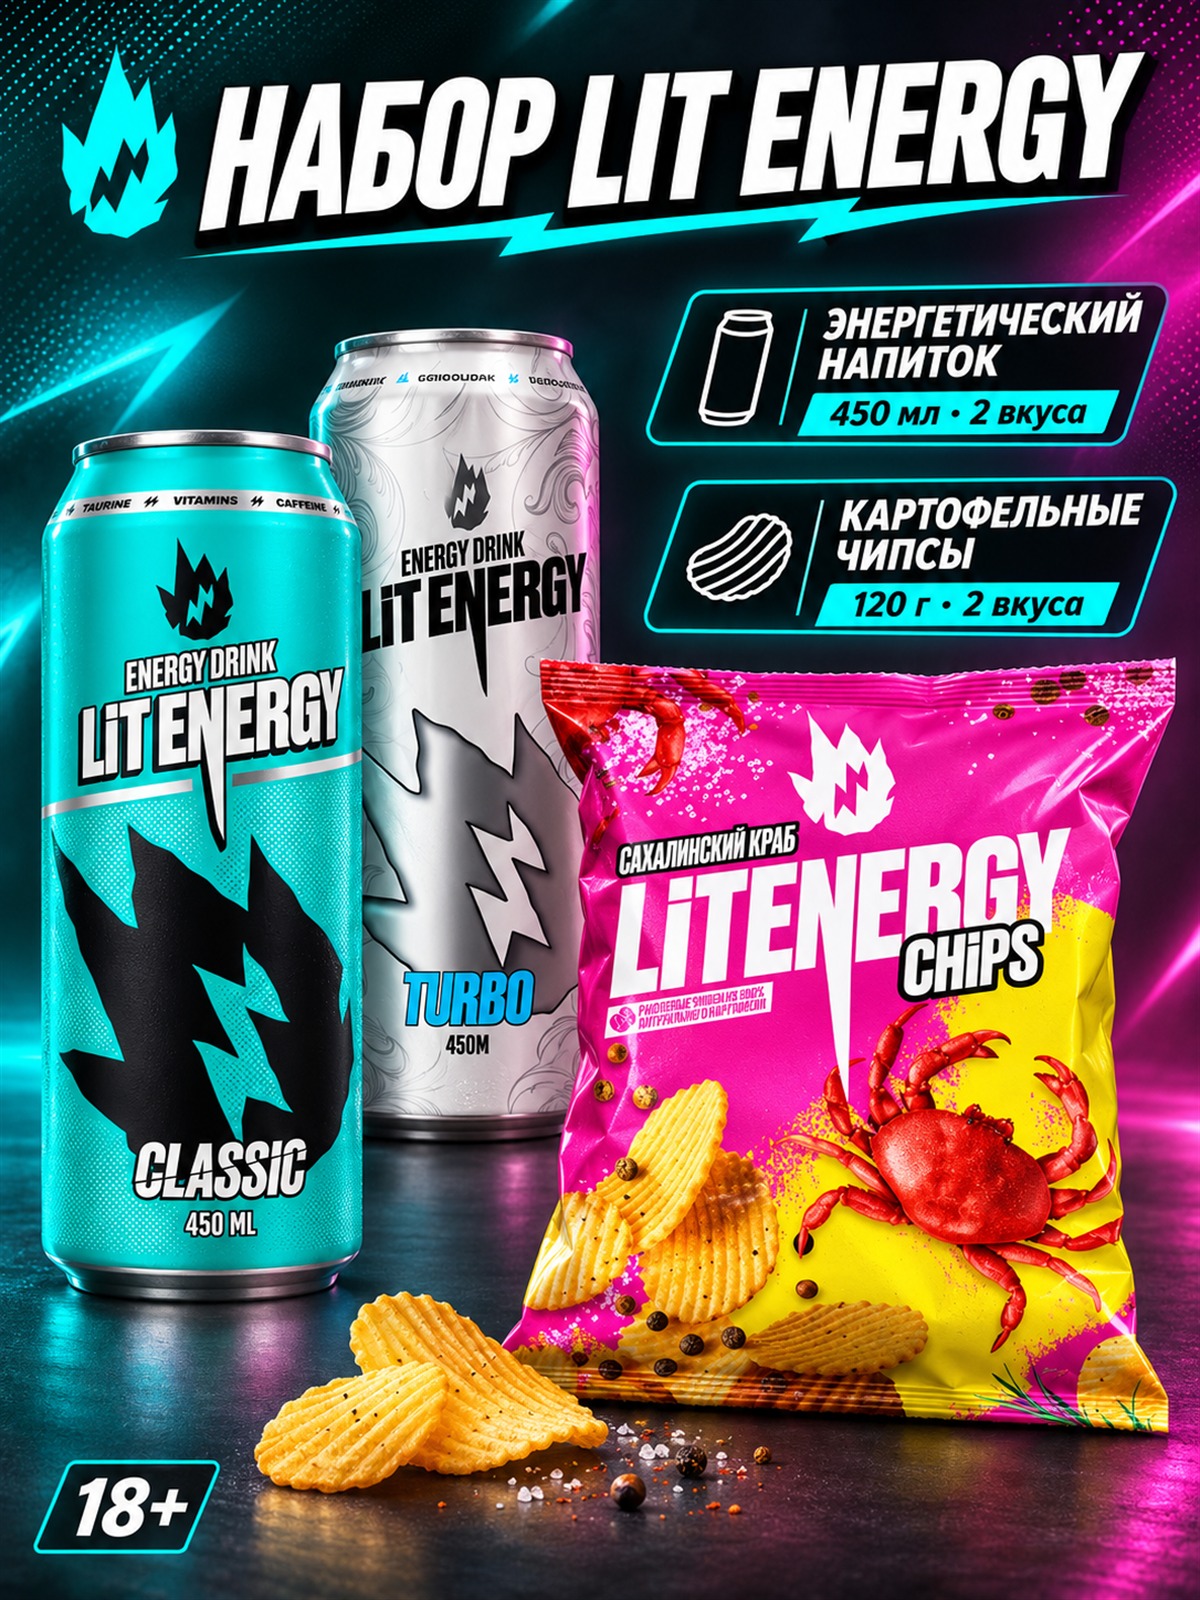 НАБОР LIT ENERGY
ЭНЕРГЕТИЧЕСКИЙ
НАПИТОК
450 мл • 2 вкуса
КАРТОФЕЛЬНЫЕ
ЧИПСЫ
120 г • 2 вкуса
GGHOOUDAK
ENERGY DRINK
LiT ENERGY
TURBO
450M
TAURINE VITAMINS CAFFEINE
ENERGY DRINK
LiT ENERGY
CLASSIC
450 ML
САХАЛИНСКИЙ КРАБ
LiTENERGY
CHiPS
18+